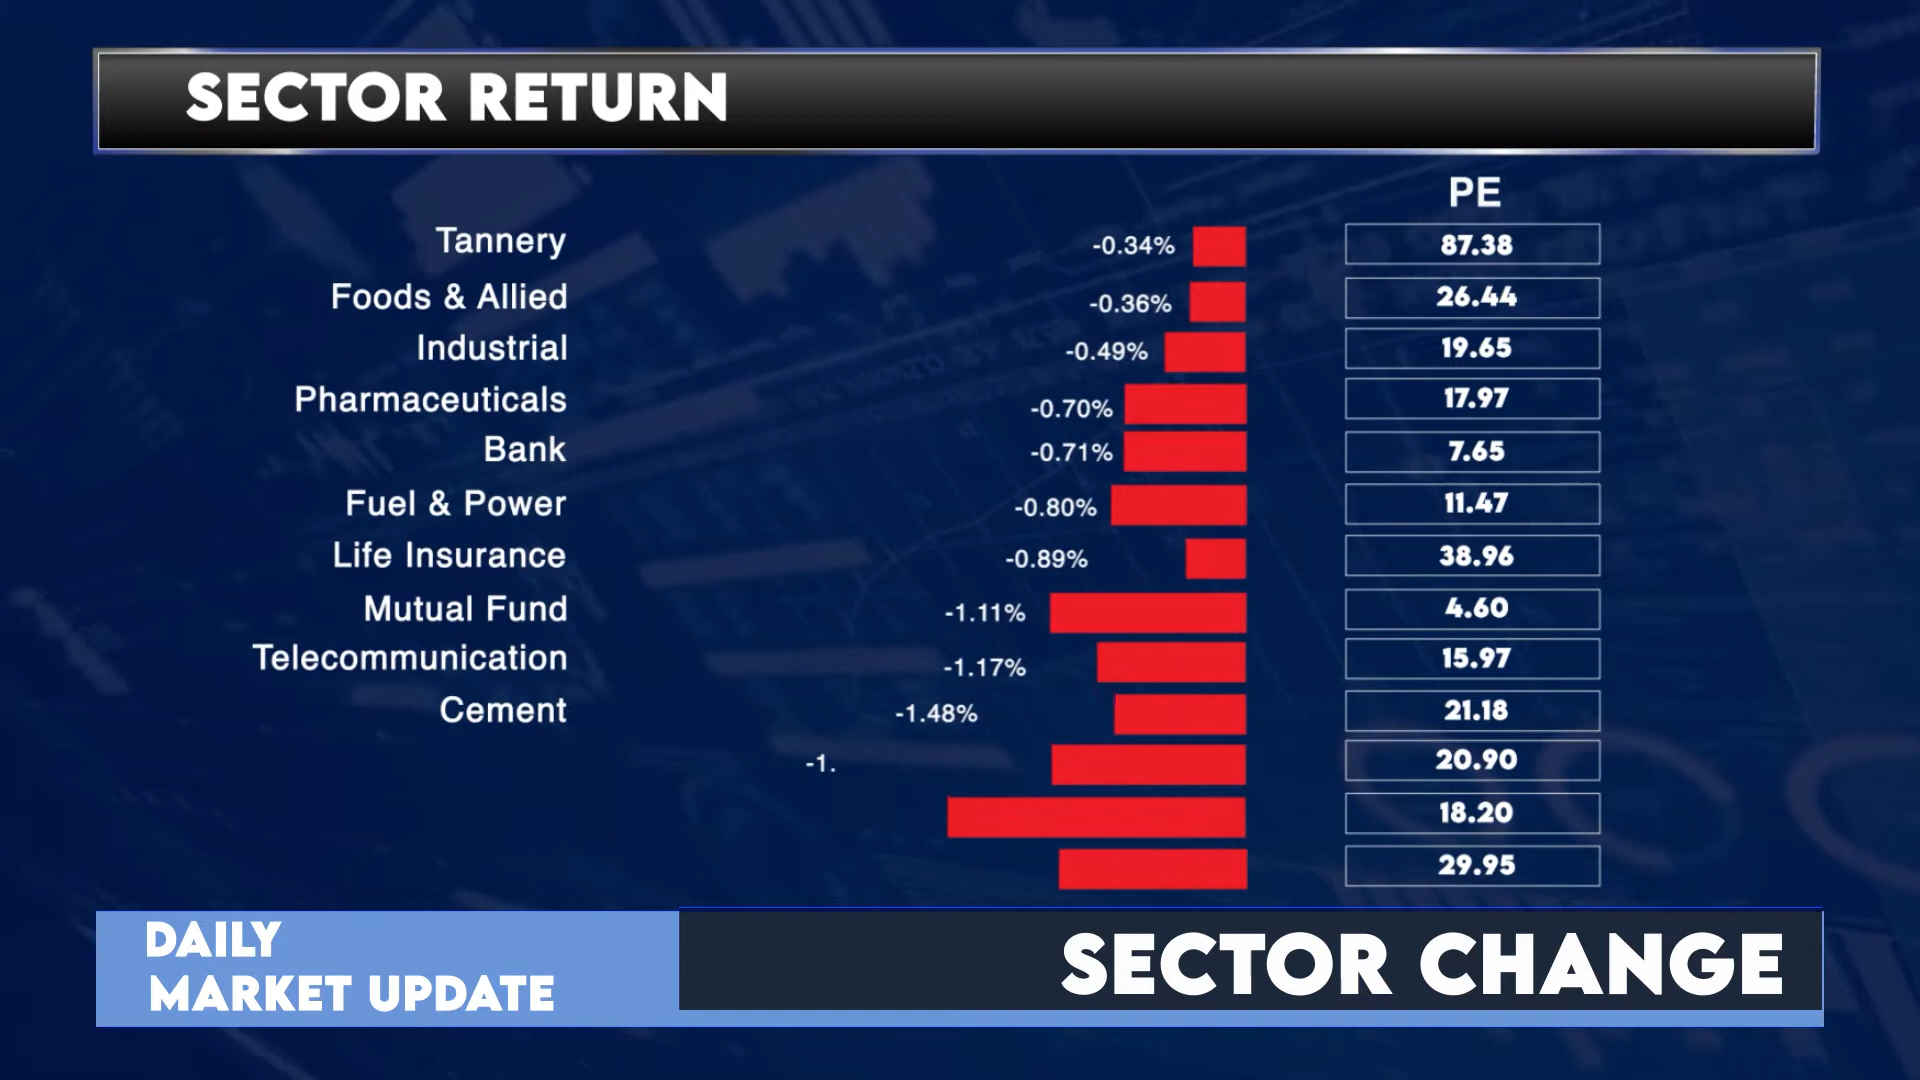 SECTOR RETURN
PE
Tannery -0.34% 87.38
Foods & Allied -0.36% 26.44
Industrial -0.49% 19.65
Pharmaceuticals -0.70% 17.97
Bank -0.71% 7.65
Fuel & Power -0.80% 11.47
Life Insurance -0.89% 38.96
Mutual Fund -1.11% 4.60
Telecommunication -1.17% 15.97
Cement -1.48% 21.18
-1. 20.90
18.20
29.95
DAILY
MARKET UPDATE
SECTOR CHANGE